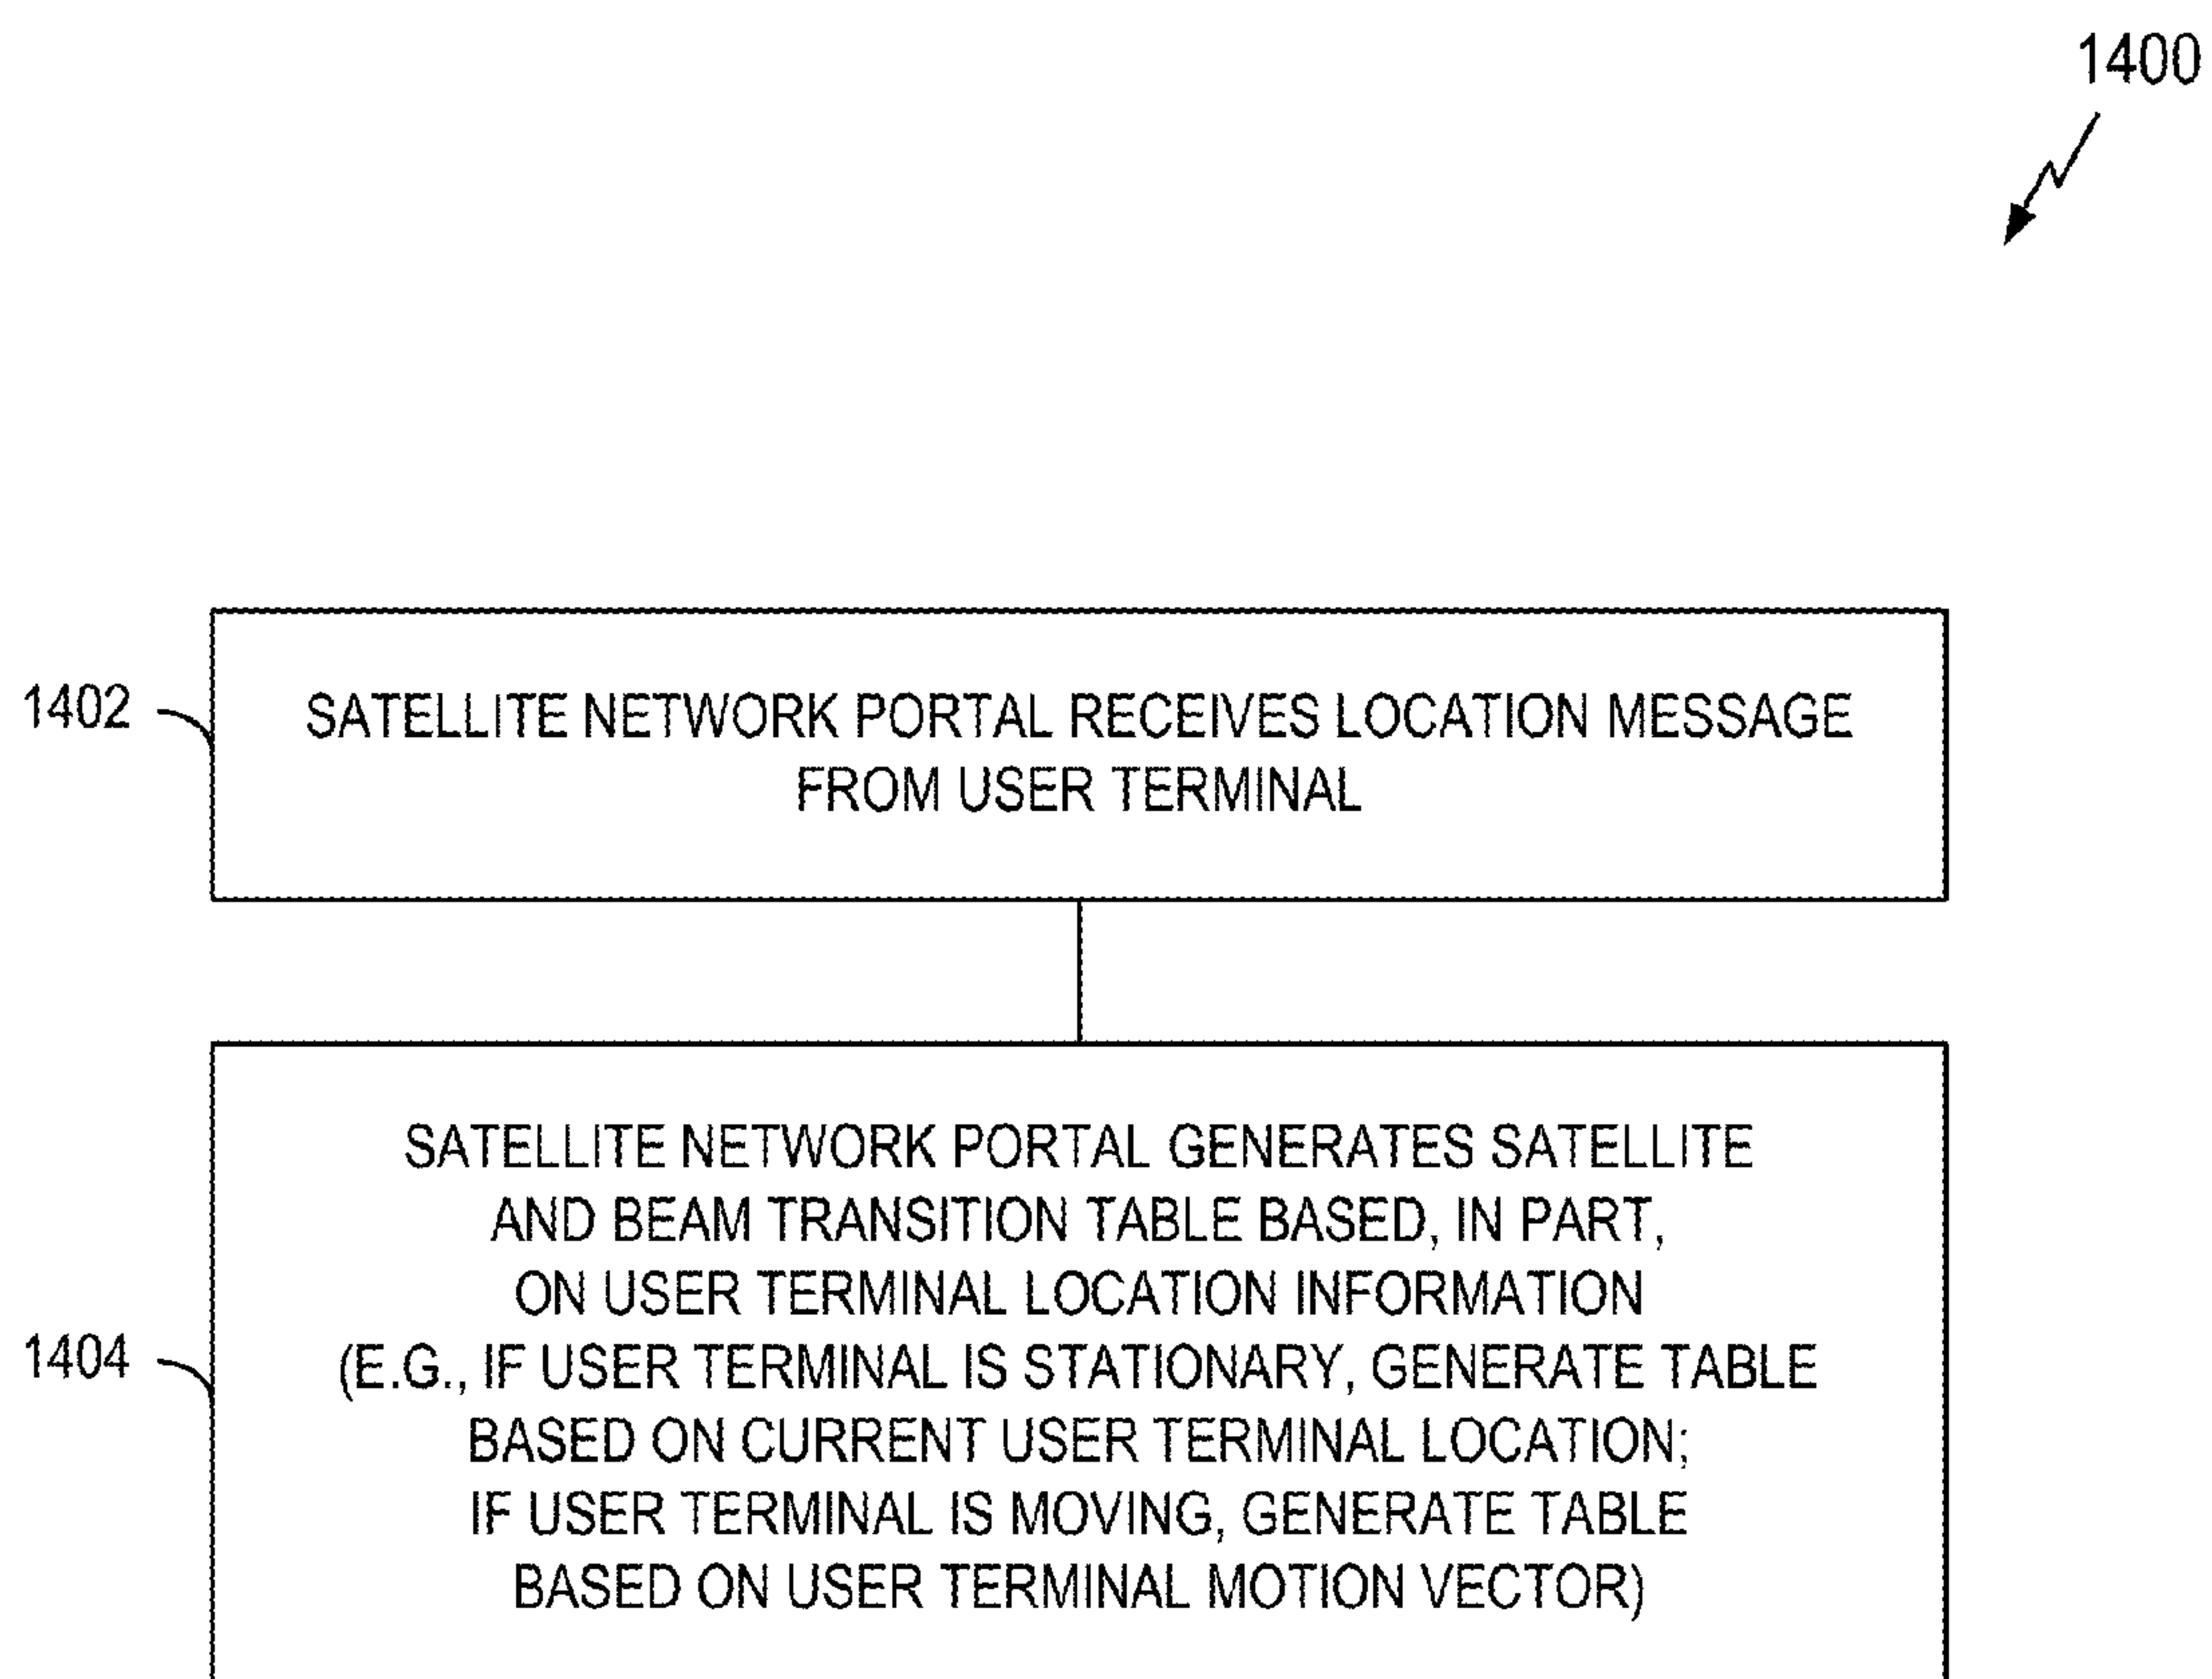 1400
1402
SATELLITE NETWORK PORTAL RECEIVES LOCATION MESSAGE
FROM USER TERMINAL
1404
SATELLITE NETWORK PORTAL GENERATES SATELLITE
AND BEAM TRANSITION TABLE BASED, IN PART,
ON USER TERMINAL LOCATION INFORMATION
(E.G., IF USER TERMINAL IS STATIONARY, GENERATE TABLE
BASED ON CURRENT USER TERMINAL LOCATION;
IF USER TERMINAL IS MOVING, GENERATE TABLE
BASED ON USER TERMINAL MOTION VECTOR)